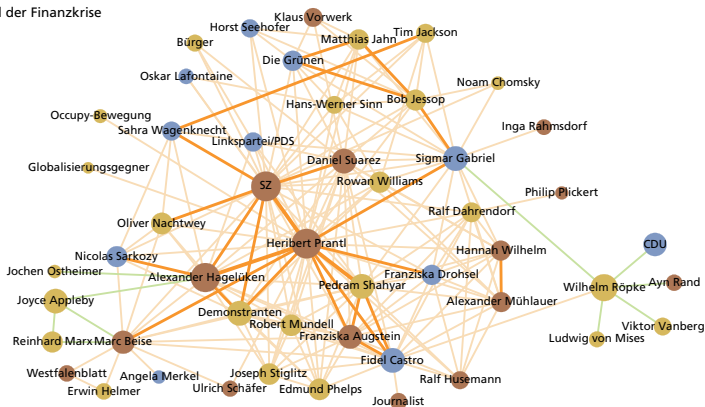 l der Finanzkrise
Klaus Vorwerk
Horst Seehofer
Tim Jackson
Matthias Jahn
Bürger
Die Grünen
Oskar Lafontaine
Noam Chomsky
Hans-Werner Sinn
Bob Jessop
Occupy-Bewegung
Sahra Wagenknecht
Inga Rahmsdorf
Linkspartei/PDS
Daniel Suarez
Sigmar Gabriel
Globalisierungsgegner
SZ
Rowan Williams
Philip Plickert
Ralf Dahrendorf
Oliver Nachtwey
Heribert Prantl
CDU
Hannah Wilhelm
Nicolas Sarkozy
Jochen Ostheimer
Alexander Hagelüken
Franziska Drohsel
Pedram Shahyar
Wilhelm Röpke
Ayn Rand
Joyce Appleby
Alexander Mühlauer
Demonstranten
Robert Mundell
Viktor Vanberg
Franziska Augstein
Ludwig von Mises
Reinhard Marx
Marc Beise
Fidel Castro
Westfalenblatt
Angela Merkel
Joseph Stiglitz
Ralf Husemann
Erwin Helmer
Ulrich Schäfer
Edmund Phelps
Journalist